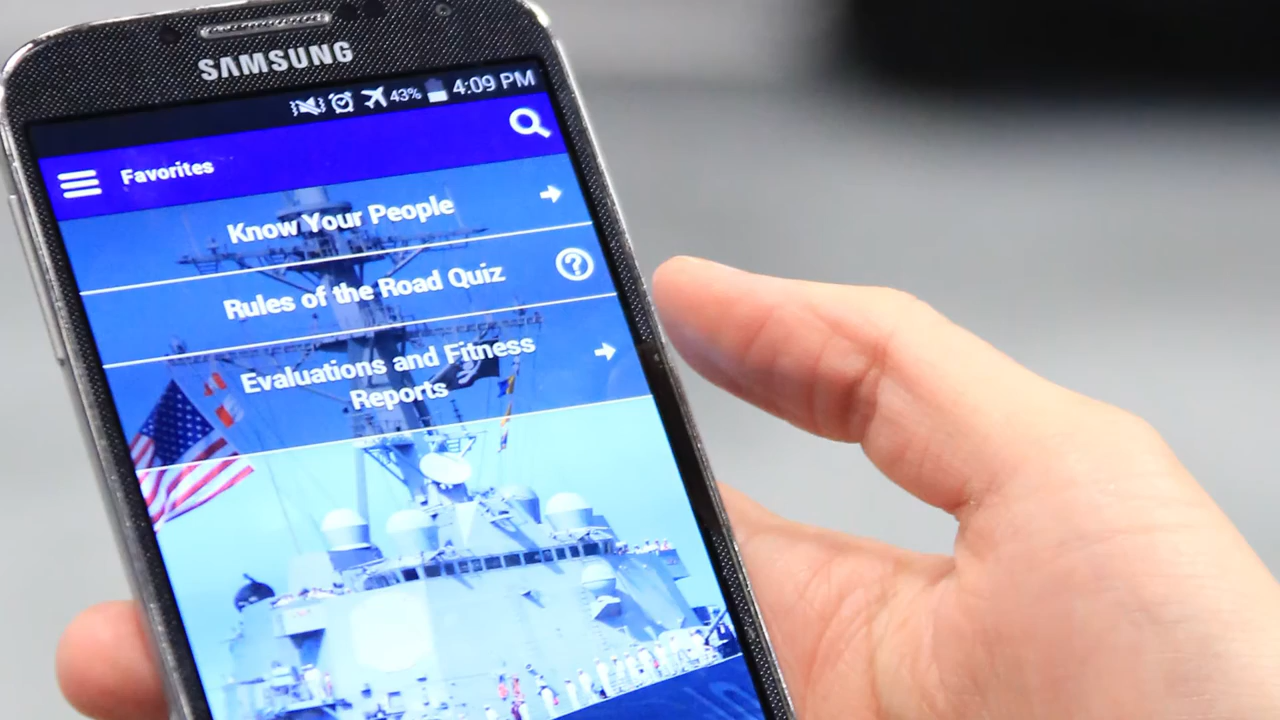 SAMSUNG
43% 4:09 PM
Favorites
Know Your People
Rules of the Road Quiz
Evaluations and Fitness
Reports